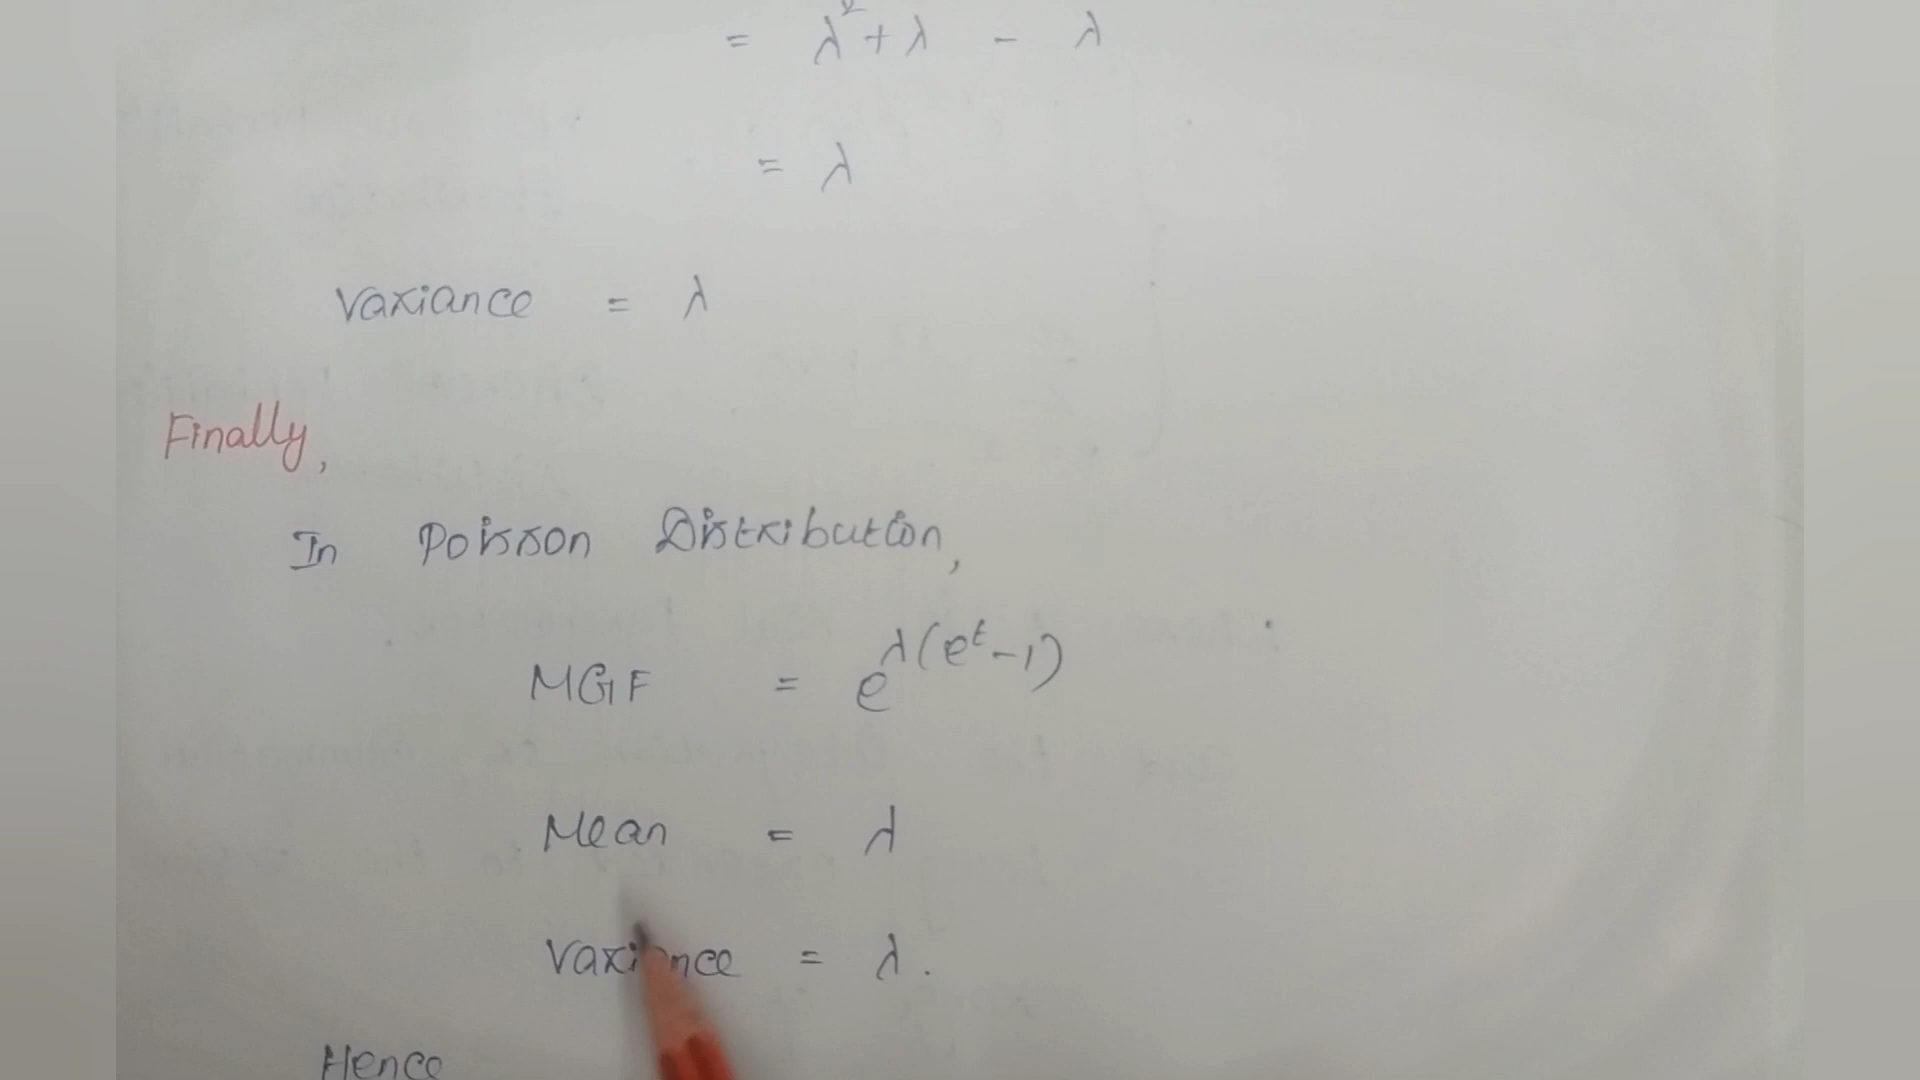 = λ² + λ - λ
= λ
Variance = λ
Finally,
In Poisson Distribution,
MGF = e^λ(e^t - 1)
Mean = λ
Variance = λ.
Hence